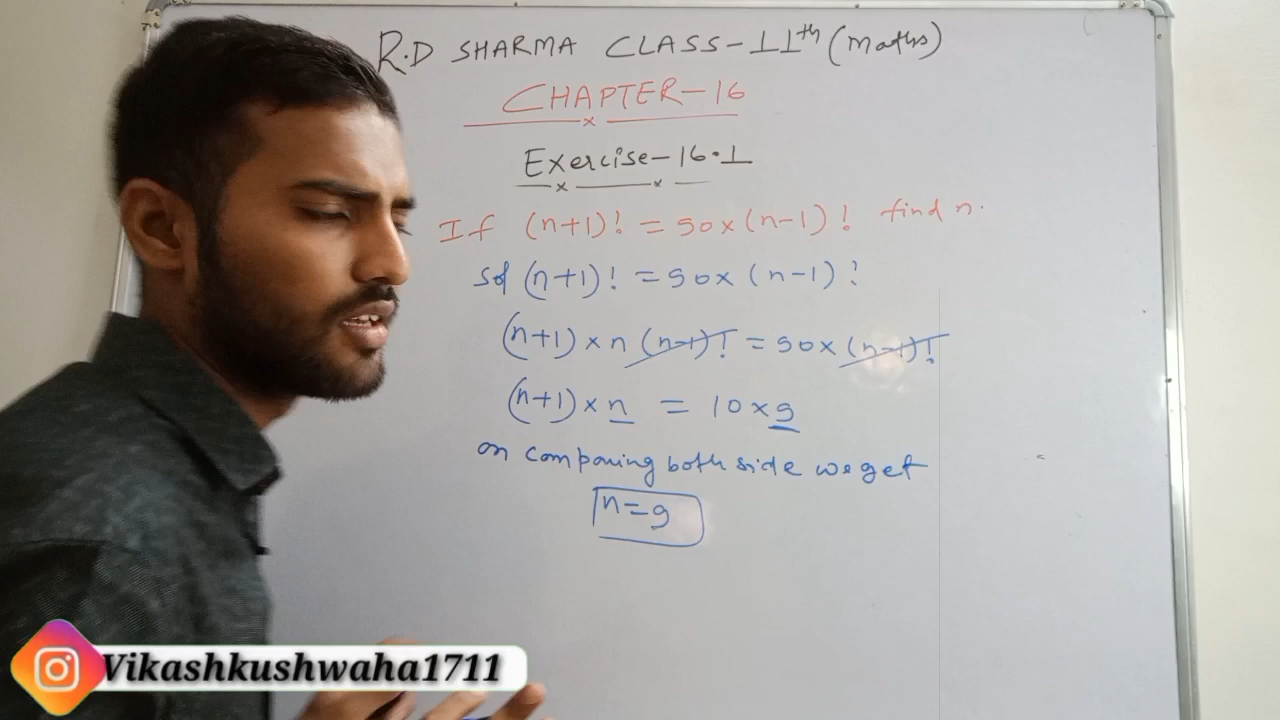 R.D SHARMA CLASS-11th (Maths)
CHAPTER-16
Exercise-16.1
If (n+1)! = 90×(n-1)! find n.
Sol (n+1)! = 90×(n-1)!
(n+1)×n (n-1)! = 90×(n-1)!
(n+1)×n = 10×9
on comparing both side we get
n=9
Vikashkushwaha1711